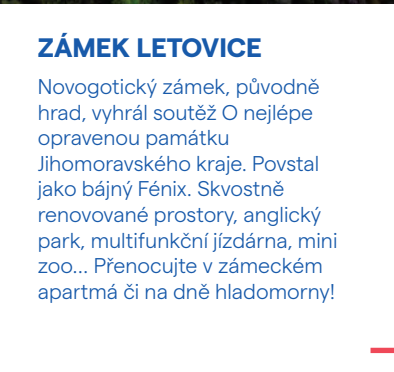 ZÁMEK LETOVICE
Novogotický zámek, původně
hrad, vyhrál soutěž O nejlépe
opravenou památku
Jihomoravského kraje. Povstal
jako bájný Fénix. Skvostně
renovované prostory, anglický
park, multifunkční jízdárna, mini
zoo... Přenocujte v zámeckém
apartmá či na dně hladomorny!